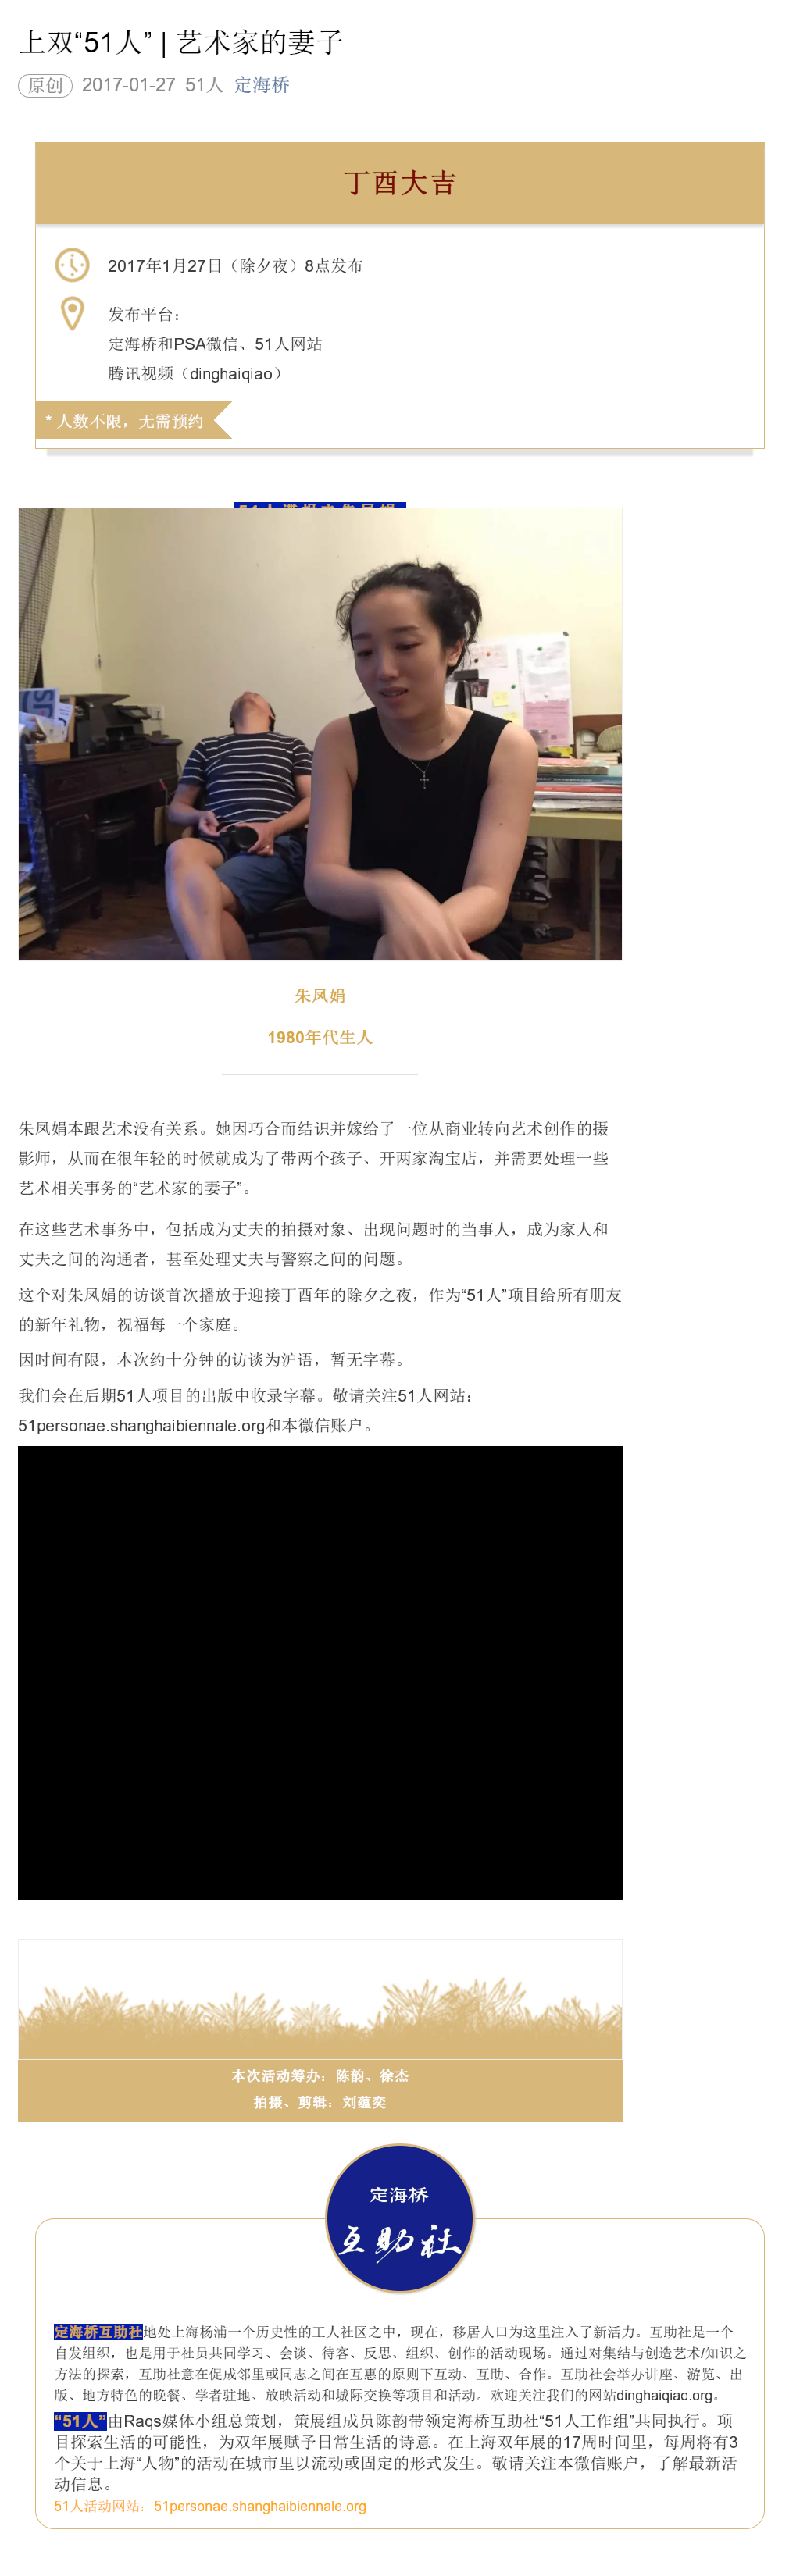 上双“51人” | 艺术家的妻子
原创 2017-01-27 51人 定海桥
丁酉大吉
2017年1月27日（除夕夜）8点发布
发布平台：
定海桥和PSA微信、51人网站
腾讯视频（dinghaiqiao）
* 人数不限，无需预约
朱凤娟
1980年代生人
朱凤娟本跟艺术没有关系。她因巧合而结识并嫁给了一位从商业转向艺术创作的摄
影师，从而在很年轻的时候就成为了带两个孩子、开两家淘宝店，并需要处理一些
艺术相关事务的“艺术家的妻子”。
在这些艺术事务中，包括成为丈夫的拍摄对象、出现问题时的当事人，成为家人和
丈夫之间的沟通者，甚至处理丈夫与警察之间的问题。
这个对朱凤娟的访谈首次播放于迎接丁酉年的除夕之夜，作为“51人”项目给所有朋友
的新年礼物，祝福每一个家庭。
因时间有限，本次约十分钟的访谈为沪语，暂无字幕。
我们会在后期51人项目的出版中收录字幕。敬请关注51人网站：
51personae.shanghaibiennale.org和本微信账户。
本次活动筹办：陈韵、徐杰
拍摄、剪辑：刘蕴奕
定海桥
互助社
定海桥互助社地处上海杨浦一个历史性的工人社区之中，现在，移居人口为这里注入了新活力。互助社是一个
自发组织，也是用于社员共同学习、会谈、待客、反思、组织、创作的活动现场。通过对集结与创造艺术/知识之
方法的探索，互助社意在促成邻里或同志之间在互惠的原则下互动、互助、合作。互助社会举办讲座、游览、出
版、地方特色的晚餐、学者驻地、放映活动和城际交换等项目和活动。欢迎关注我们的网站dinghaiqiao.org。
“51人”由Raqs媒体小组总策划，策展组成员陈韵带领定海桥互助社“51人工作组”共同执行。项
目探索生活的可能性，为双年展赋予日常生活的诗意。在上海双年展的17周时间里，每周将有3
个关于上海“人物”的活动在城市里以流动或固定的形式发生。敬请关注本微信账户，了解最新活
动信息。
51人活动网站：51personae.shanghaibiennale.org